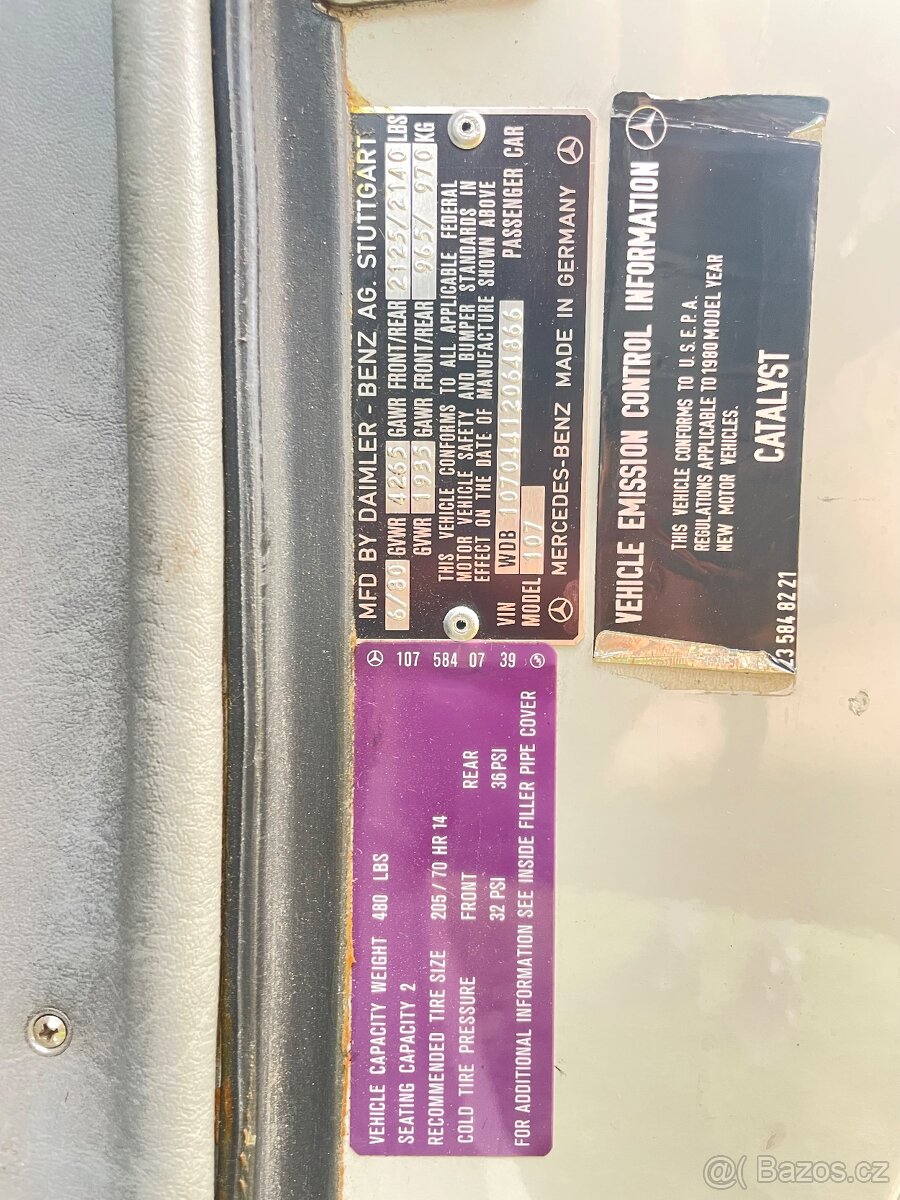 MFD BY DAIMLER - BENZ AG. STUTTGART
6/80 GVWR 4265 GAWR FRONT/REAR 2125/2140 LBS
GVWR 1935 GAWR FRONT/REAR 965/ 970 KG
THIS VEHICLE CONFORMS TO ALL APPLICABLE FEDERAL
MOTOR VEHICLE SAFETY AND BUMPER STANDARDS IN
EFFECT ON THE DATE OF MANUFACTURE SHOWN ABOVE
VIN WDB 10704412064866 PASSENGER CAR
MODEL 107
MERCEDES-BENZ MADE IN GERMANY
VEHICLE EMISSION CONTROL INFORMATION
THIS VEHICLE CONFORMS TO U. S. E. P. A.
REGULATIONS APPLICABLE TO 1980 MODEL YEAR
NEW MOTOR VEHICLES.
CATALYST
23 584 82 21
107 584 07 39
VEHICLE CAPACITY WEIGHT 480 LBS
SEATING CAPACITY 2
RECOMMENDED TIRE SIZE 205/70 HR 14
COLD TIRE PRESSURE FRONT REAR
32 PSI 36 PSI
FOR ADDITIONAL INFORMATION SEE INSIDE FILLER PIPE COVER
@( Bazos.cz